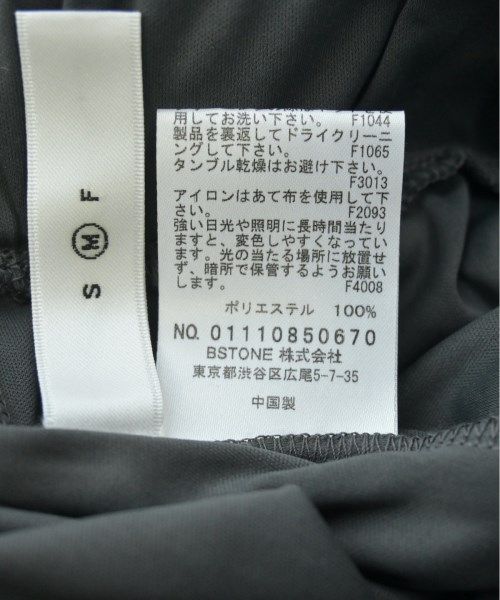 S Ⓜ F
用してお洗い下さい。 F1044
製品を裏返してドライクリーニ
ングして下さい。 F1065
タンブル乾燥はお避け下さい。
F3013
アイロンはあて布を使用して下
さい。 F2093
強い日光や照明に長時間当たり
ますと、変色しやすくなってい
ます。光の当たる場所に放置せ
ず、暗所で保管するようお願い
します。 F4008
ポリエステル 100%
NO. 01110850670
BSTONE 株式会社
東京都渋谷区広尾5-7-35
中国製